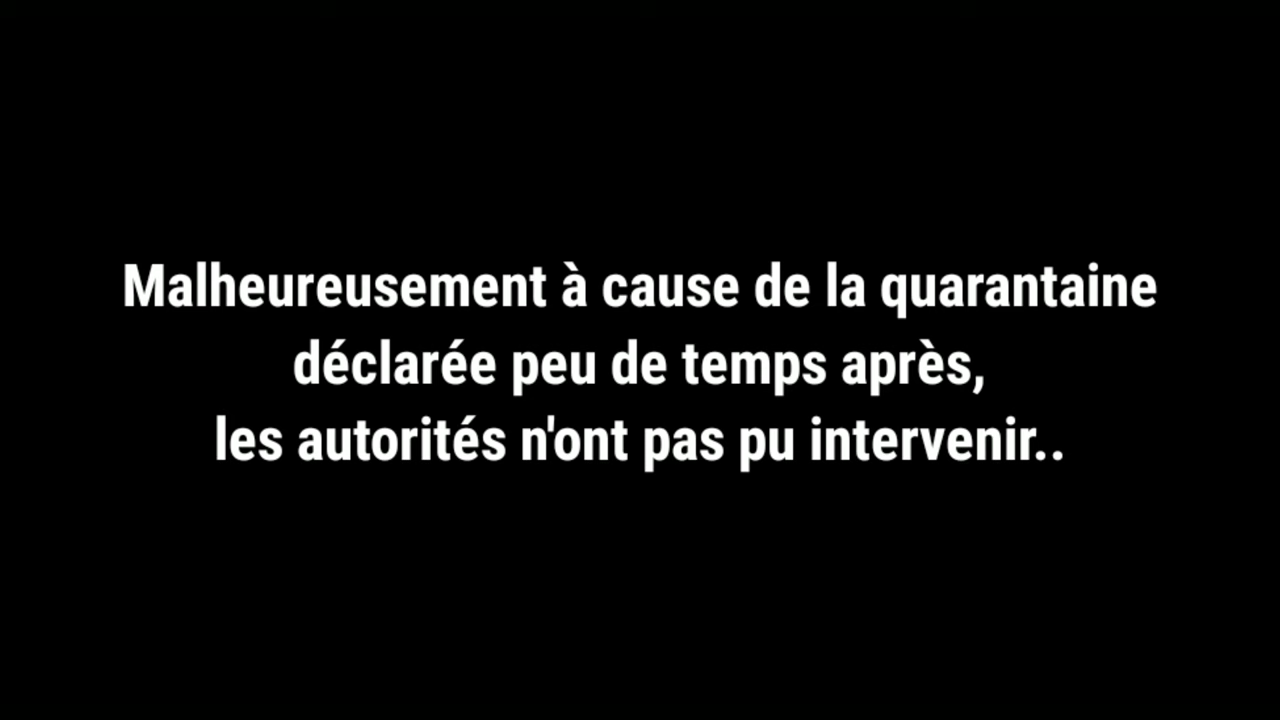 Malheureusement à cause de la quarantaine
déclarée peu de temps après,
les autorités n'ont pas pu intervenir..